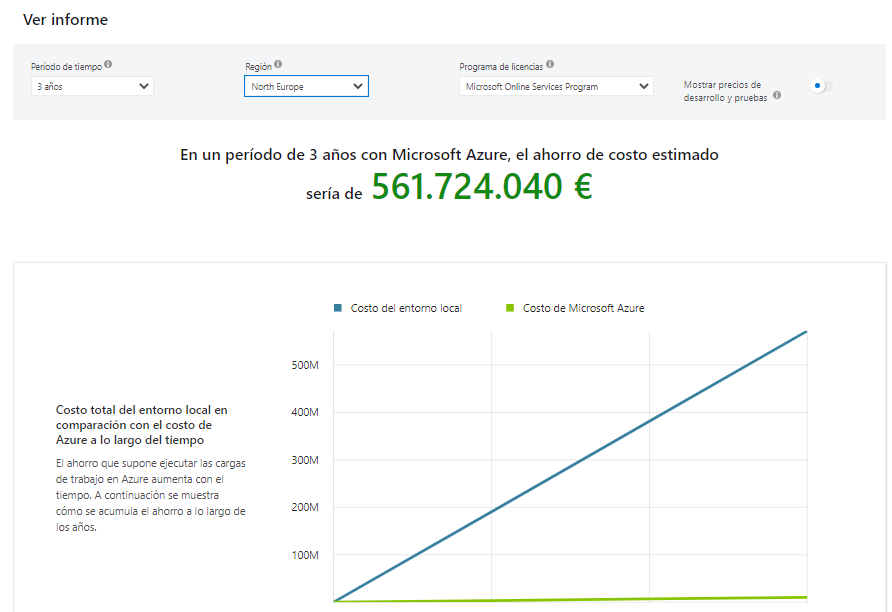 Ver informe
Período de tiempo
Región
Programa de licencias
3 años
North Europe
Microsoft Online Services Program
Mostrar precios de
desarrollo y pruebas
En un período de 3 años con Microsoft Azure, el ahorro de costo estimado
sería de 561.724.040 €
Costo del entorno local
Costo de Microsoft Azure
500M
400M
300M
200M
100M
Costo total del entorno local en
comparación con el costo de
Azure a lo largo del tiempo
El ahorro que supone ejecutar las cargas
de trabajo en Azure aumenta con el
tiempo. A continuación se muestra
cómo se acumula el ahorro a lo largo de
los años.